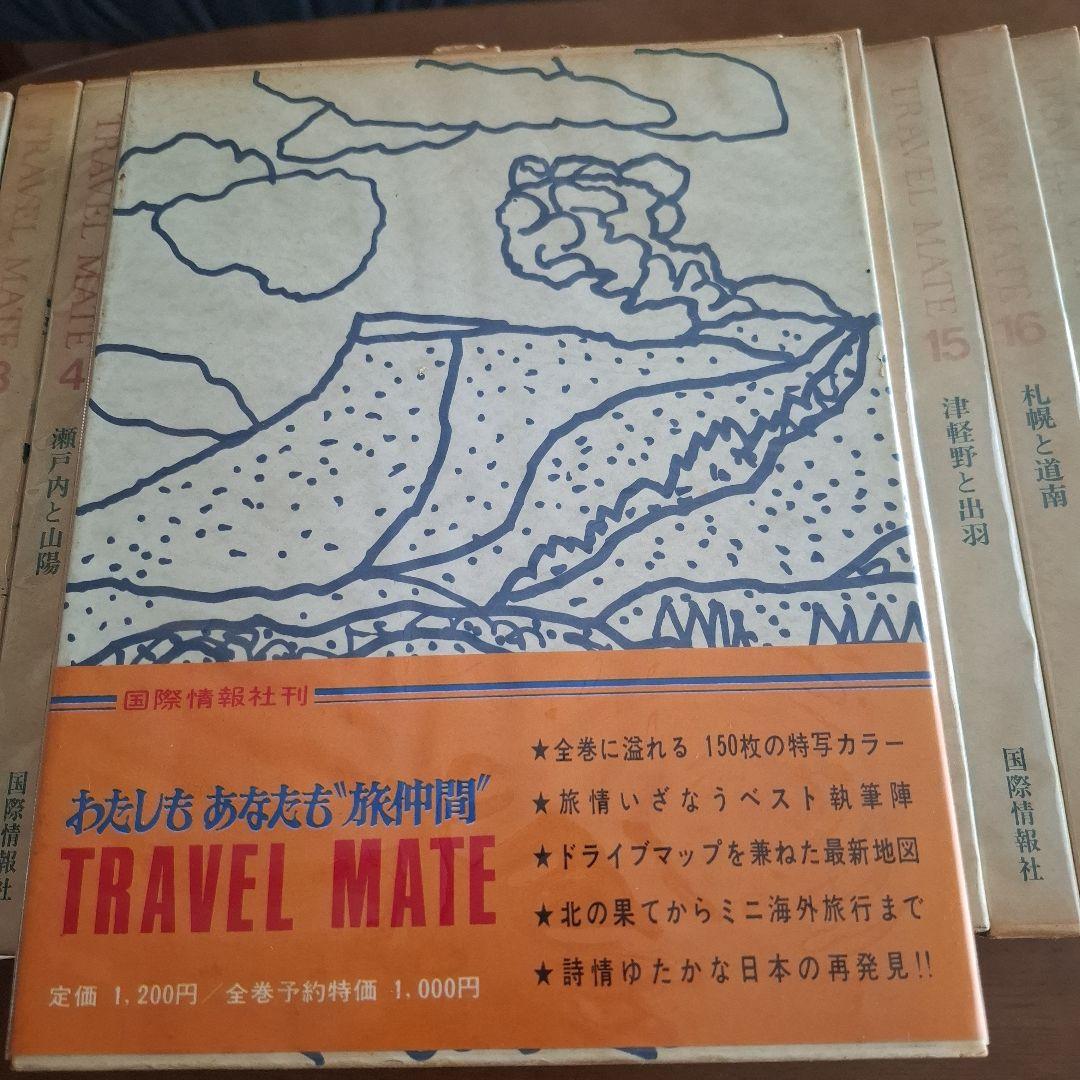 国際情報社刊
わたしも あなたも〝旅仲間〟
TRAVEL MATE
定価 1,200円／全巻予約特価 1,000円
★全巻に溢れる 150枚の特写カラー
★旅情いざなうベスト執筆陣
★ドライブマップを兼ねた最新地図
★北の果てからミニ海外旅行まで
★詩情ゆたかな日本の再発見!!
TRAVEL MATE 3
国際情報社
TRAVEL MATE 4
瀬戸内と山陽
TRAVEL MATE 15
津軽野と出羽
TRAVEL MATE 16
札幌と道南
国際情報社